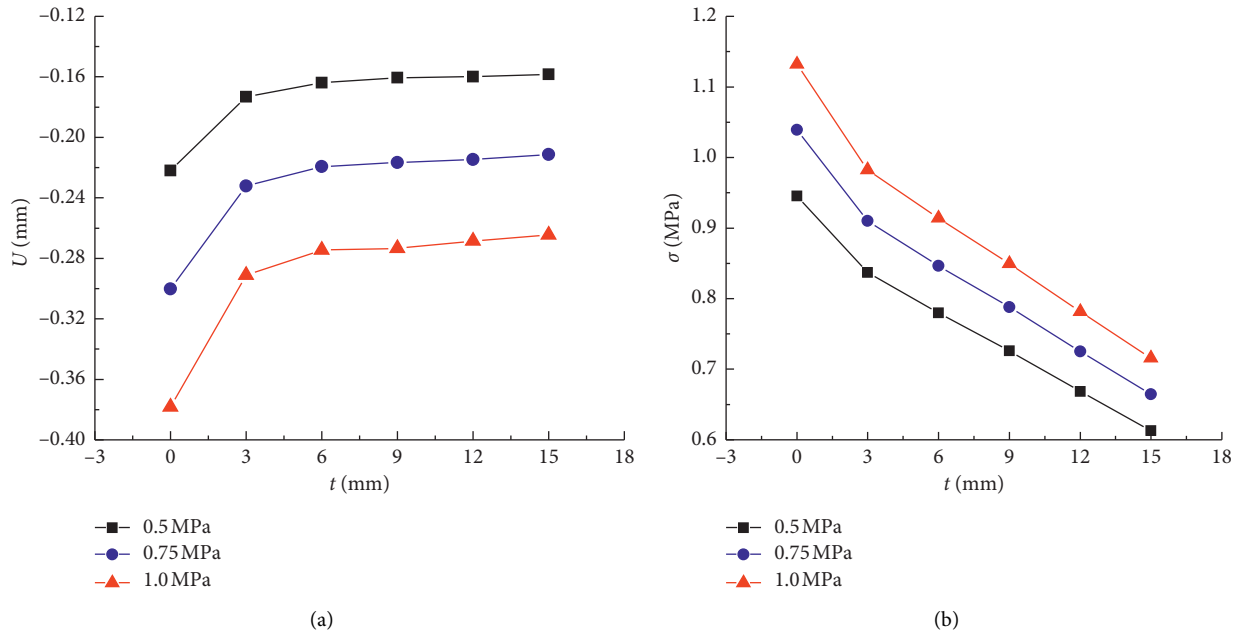 −0.12
−0.16
−0.20
−0.24
−0.28
−0.32
−0.36
−0.40
U (mm)
−3 0 3 6 9 12 15 18
t (mm)
0.5 MPa
0.75 MPa
1.0 MPa
(a)
1.2
1.1
1.0
0.9
0.8
0.7
0.6
σ (MPa)
−3 0 3 6 9 12 15 18
t (mm)
0.5 MPa
0.75 MPa
1.0 MPa
(b)